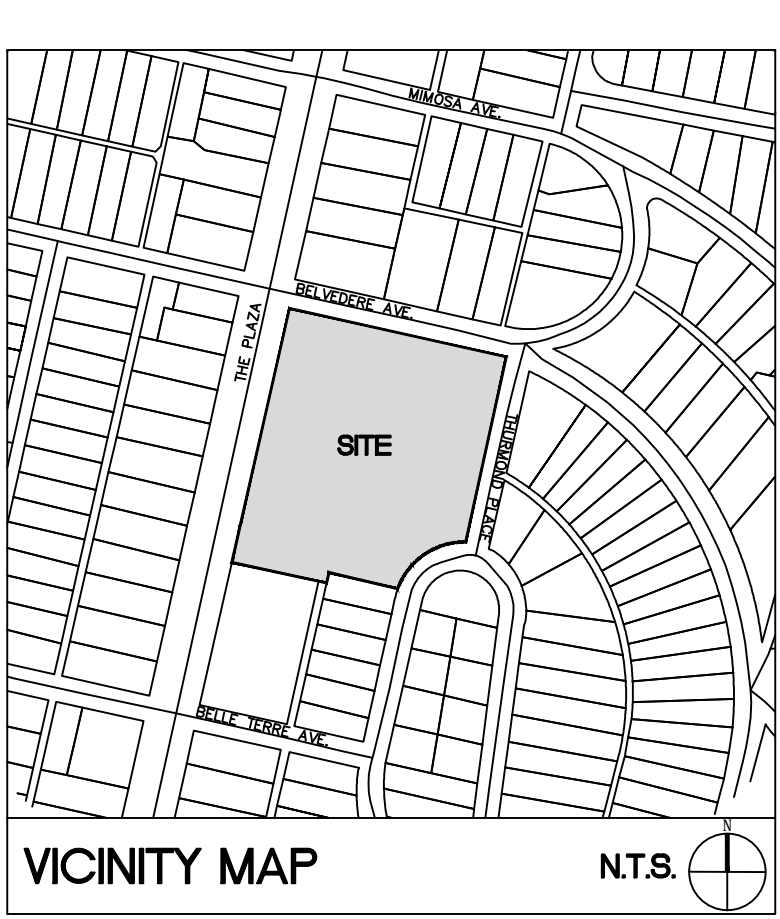 MIMOSA AVE.
BELVEDERE AVE.
THE PLAZA
THURMOND PLACE
SITE
BELLE TERRE AVE.
VICINITY MAP
N.T.S.
N